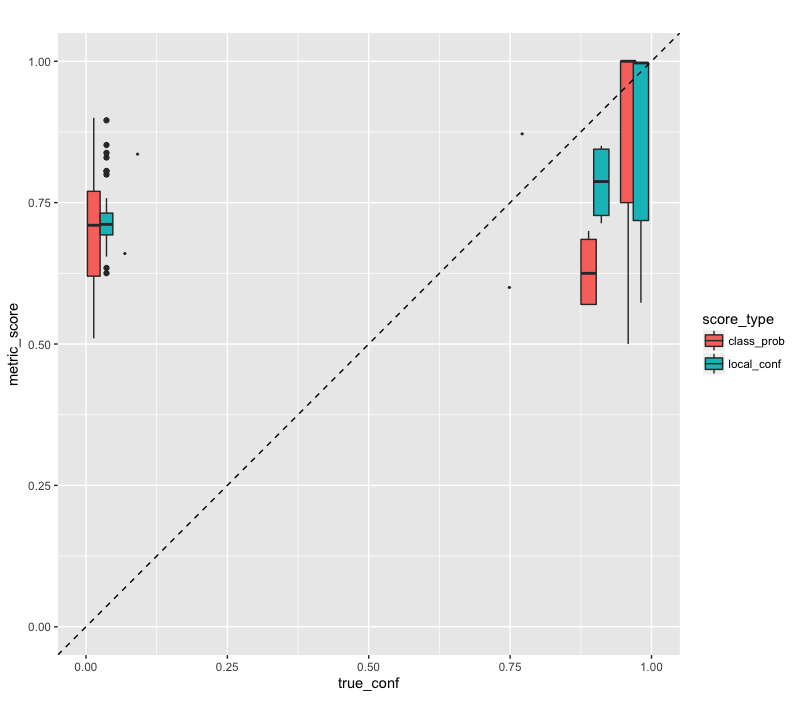 1.00
0.75
0.50
0.25
0.00
metric_score
0.00 0.25 0.50 0.75 1.00
true_conf
score_type
class_prob
local_conf